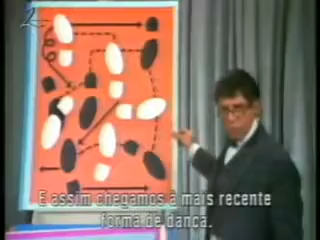 E assim chegamos à mais recente
forma de dança.